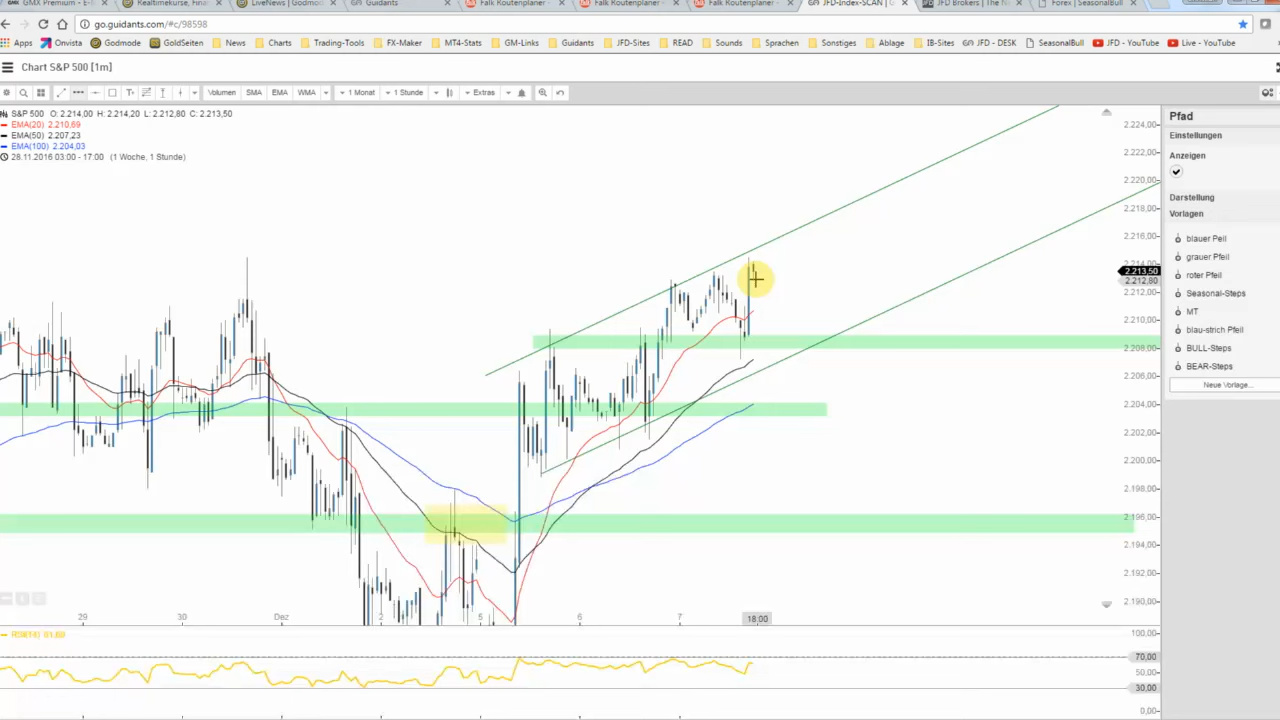 GMX Premium - E-
Realtimekurse, Finan
LiveNews | Godmod
Guidants
Falk Routenplaner -
Falk Routenplaner -
Falk Routenplaner -
JFD-Index-SCAN | G
JFD Brokers | The N
Forex | SeasonalBull
go.guidants.com/#c/98598
Apps Onvista Godmode GoldSeiten News Charts Trading-Tools FX-Maker MT4-Stats GM-Links Guidants JFD-Sites READ Sounds Sprachen Sonstiges Ablage IB-Sites JFD - DESK SeasonalBull JFD - YouTube Live - YouTube
Chart S&P 500 [1m]
Volumen SMA EMA WMA 1 Monat 1 Stunde Extras
S&P 500 O: 2.214,00 H: 2.214,20 L: 2.212,80 C: 2.213,50
EMA(20) 2.210,69
EMA(50) 2.207,23
EMA(100) 2.204,03
28.11.2016 03:00 - 17:00 (1 Woche, 1 Stunde)
2.224,00
2.222,00
2.220,00
2.218,00
2.216,00
2.214,00
2.213,50
2.212,80
2.212,00
2.210,00
2.208,00
2.206,00
2.204,00
2.202,00
2.200,00
2.198,00
2.196,00
2.194,00
2.192,00
2.190,00
29 30 Dez 2 5 6 7 18:00
100,00
70,00
50,00
30,00
0,00
Pfad
Einstellungen
Anzeigen
Darstellung
Vorlagen
blauer Peil
grauer Pfeil
roter Pfeil
Seasonal-Steps
MT
blau-strich Pfeil
BULL-Steps
BEAR-Steps
Neue Vorlage...